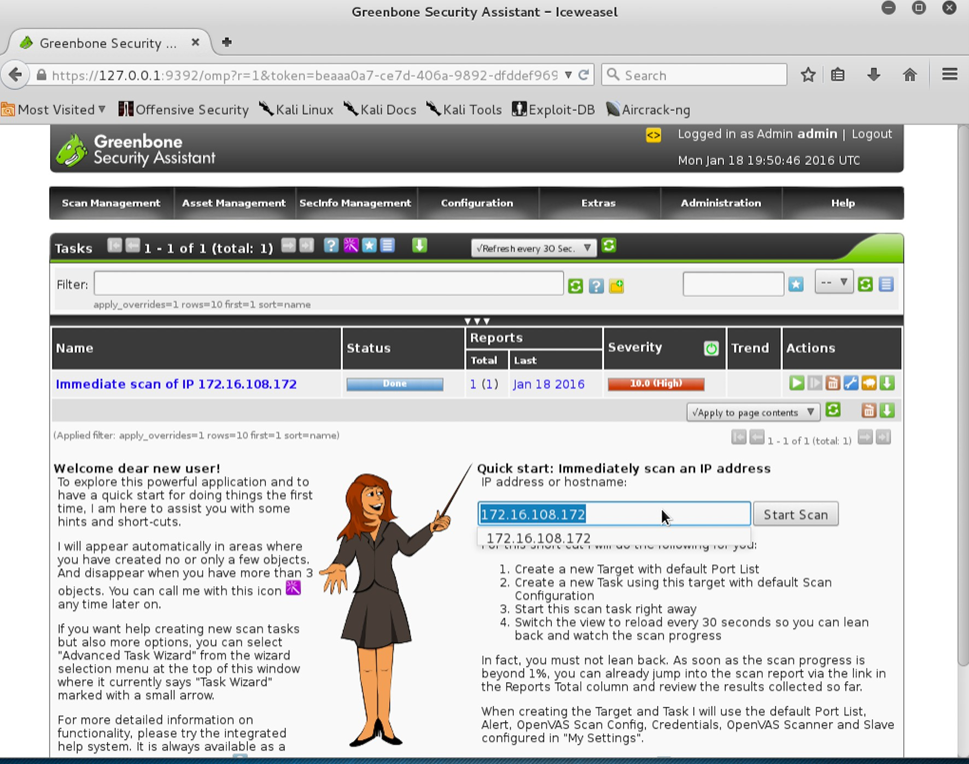 Greenbone Security Assistant - Iceweasel
Greenbone Security ...
https://127.0.0.1:9392/omp?r=1&token=beaaa0a7-ce7d-406a-9892-dfddef969
Search
Most Visited
Offensive Security
Kali Linux
Kali Docs
Kali Tools
Exploit-DB
Aircrack-ng
Greenbone
Security Assistant
Logged in as Admin admin | Logout
Mon Jan 18 19:50:46 2016 UTC
Scan Management
Asset Management
SecInfo Management
Configuration
Extras
Administration
Help
Tasks
1 - 1 of 1 (total: 1)
√Refresh every 30 Sec.
Filter:
--
apply_overrides=1 rows=10 first=1 sort=name
Name
Status
Reports
Total
Last
Severity
Trend
Actions
Immediate scan of IP 172.16.108.172
Done
1 (1)
Jan 18 2016
10.0 (High)
√Apply to page contents
(Applied filter: apply_overrides=1 rows=10 first=1 sort=name)
1 - 1 of 1 (total: 1)
Welcome dear new user!
To explore this powerful application and to
have a quick start for doing things the first
time, I am here to assist you with some
hints and short-cuts.
I will appear automatically in areas where
you have created no or only a few objects.
And disappear when you have more than 3
objects. You can call me with this icon
any time later on.
If you want help creating new scan tasks
but also more options, you can select
"Advanced Task Wizard" from the wizard
selection menu at the top of this window
where it currently says "Task Wizard"
marked with a small arrow.
For more detailed information on
functionality, please try the integrated
help system. It is always available as a
Quick start: Immediately scan an IP address
IP address or hostname:
172.16.108.172
Start Scan
172.16.108.172
For this short cut I will do the following for you:
1. Create a new Target with default Port List
2. Create a new Task using this target with default Scan
Configuration
3. Start this scan task right away
4. Switch the view to reload every 30 seconds so you can lean
back and watch the scan progress
In fact, you must not lean back. As soon as the scan progress is
beyond 1%, you can already jump into the scan report via the link in
the Reports Total column and review the results collected so far.
When creating the Target and Task I will use the default Port List,
Alert, OpenVAS Scan Config, Credentials, OpenVAS Scanner and Slave
configured in "My Settings".